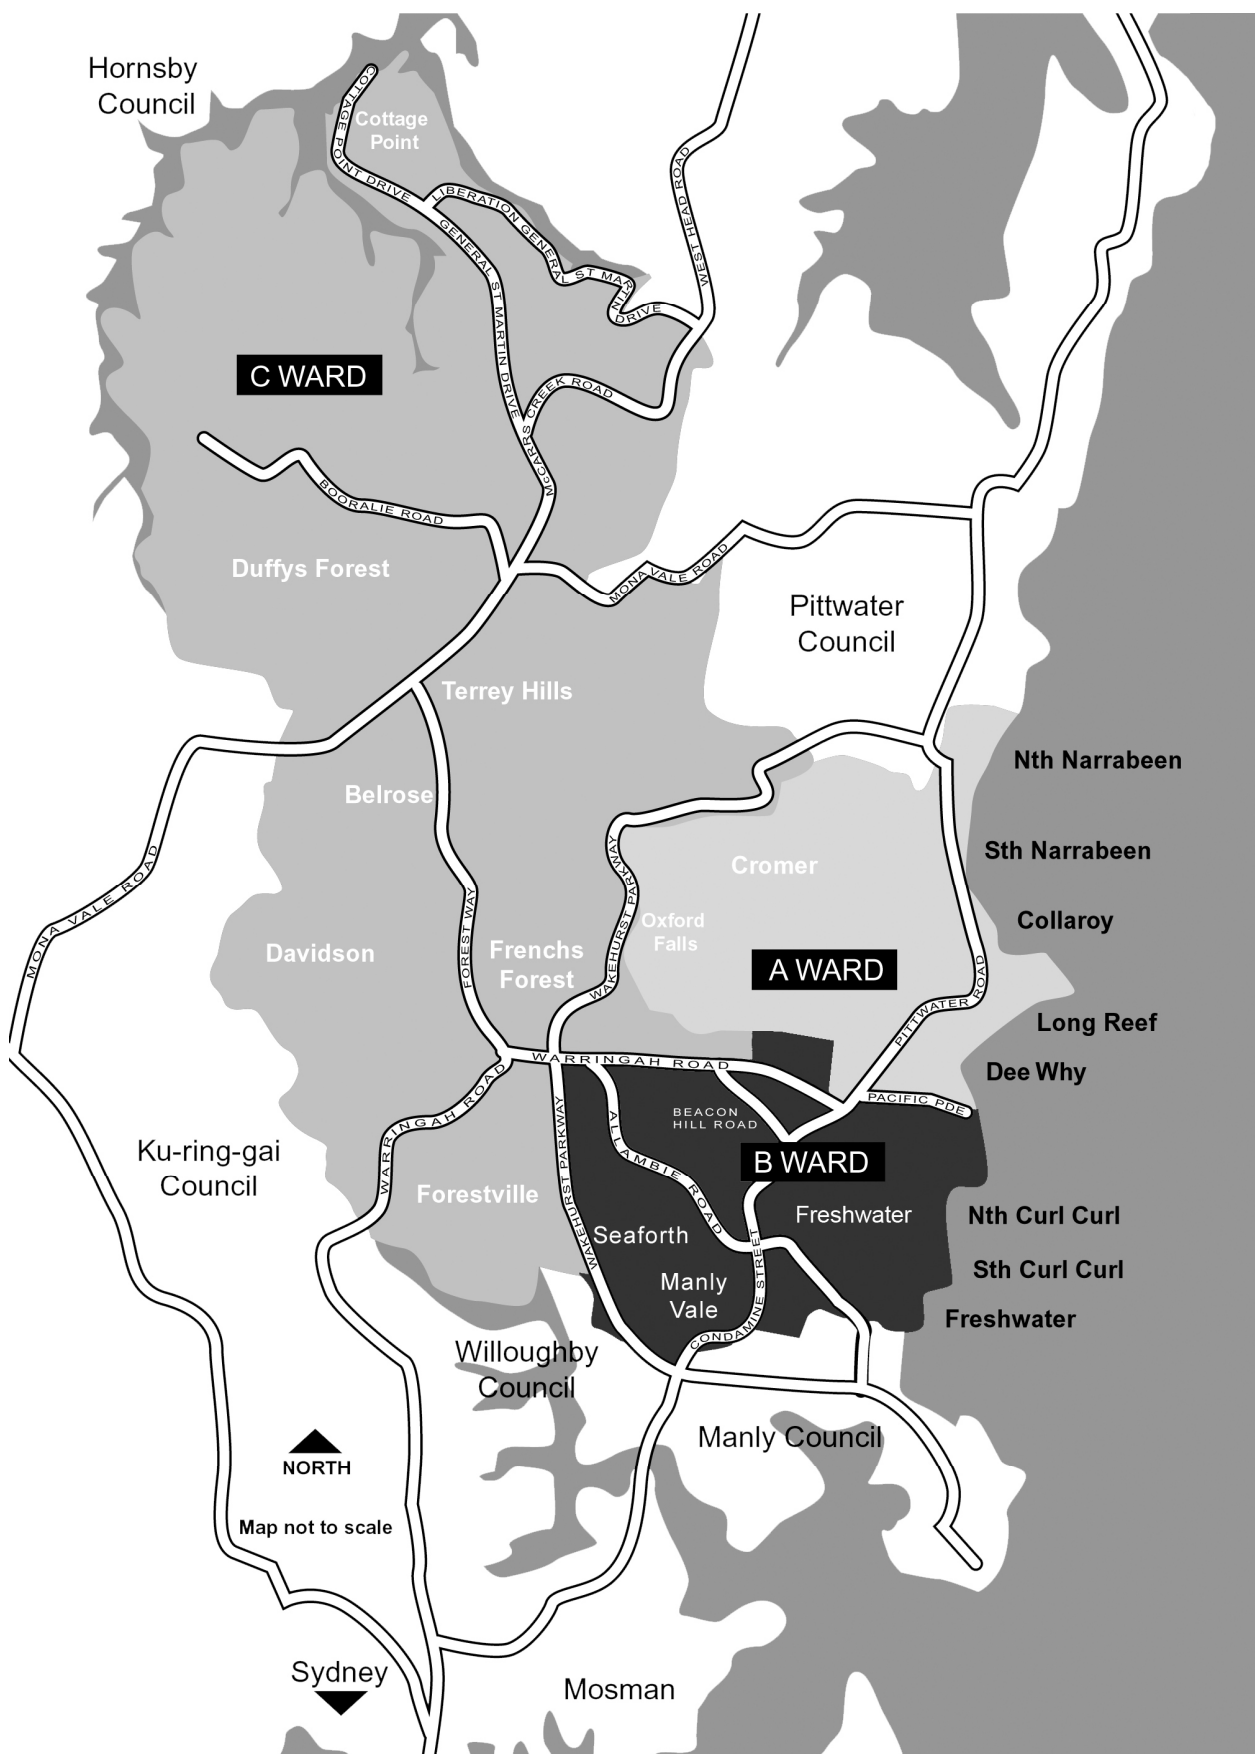 Hornsby
Council
COTTAGE POINT DRIVE
Cottage
Point
LIBERATION GENERAL ST MARTIN DRIVE
GENERAL ST MARTIN DRIVE
WEST HEAD ROAD
C WARD
McCARRS CREEK ROAD
BOORALIE ROAD
Duffys Forest
MONA VALE ROAD
Pittwater
Council
Terrey Hills
Nth Narrabeen
Belrose
Sth Narrabeen
MONA VALE ROAD
Cromer
WAKEHURST PARKWAY
FOREST WAY
Oxford
Falls
Collaroy
Davidson
Frenchs
Forest
A WARD
PITTWATER ROAD
Long Reef
WARRINGAH ROAD
Dee Why
WARRINGAH ROAD
PACIFIC PDE
BEACON
HILL ROAD
ALLAMBIE ROAD
WAKEHURST PARKWAY
Ku-ring-gai
Council
B WARD
Forestville
Freshwater
Nth Curl Curl
Seaforth
Sth Curl Curl
Manly
Vale
CONDAMINE STREET
Freshwater
Willoughby
Council
Manly Council
NORTH
Map not to scale
Sydney
Mosman